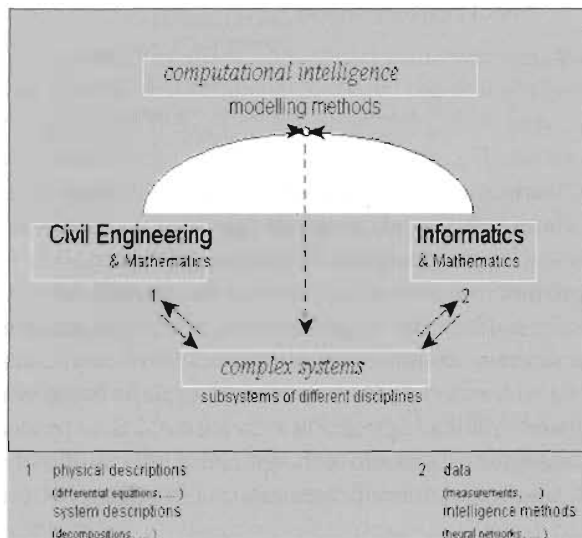 computational intelligence
modelling methods
Civil Engineering
& Mathematics
Informatics
& Mathematics
1
2
complex systems
subsystems of different disciplines
1 physical descriptions
(differential equations, ...)
system descriptions
(decompositions, ...)
2 data
(measurements, ...)
intelligence methods
(neural networks, ...)